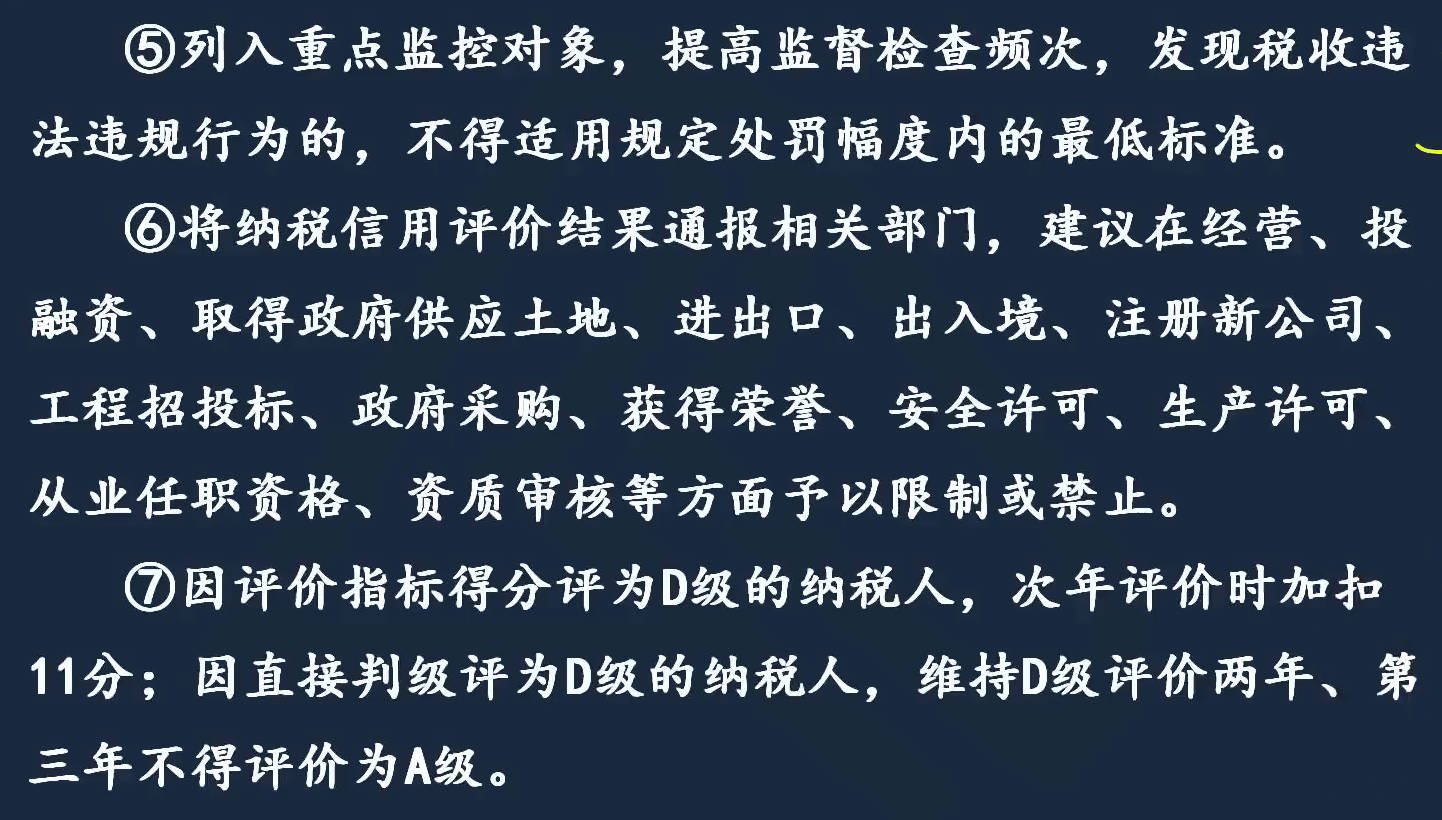 ⑤列入重点监控对象，提高监督检查频次，发现税收违
法违规行为的，不得适用规定处罚幅度内的最低标准。
⑥将纳税信用评价结果通报相关部门，建议在经营、投
融资、取得政府供应土地、进出口、出入境、注册新公司、
工程招投标、政府采购、获得荣誉、安全许可、生产许可、
从业任职资格、资质审核等方面予以限制或禁止。
⑦因评价指标得分评为D级的纳税人，次年评价时加扣
11分；因直接判级评为D级的纳税人，维持D级评价两年、第
三年不得评价为A级。